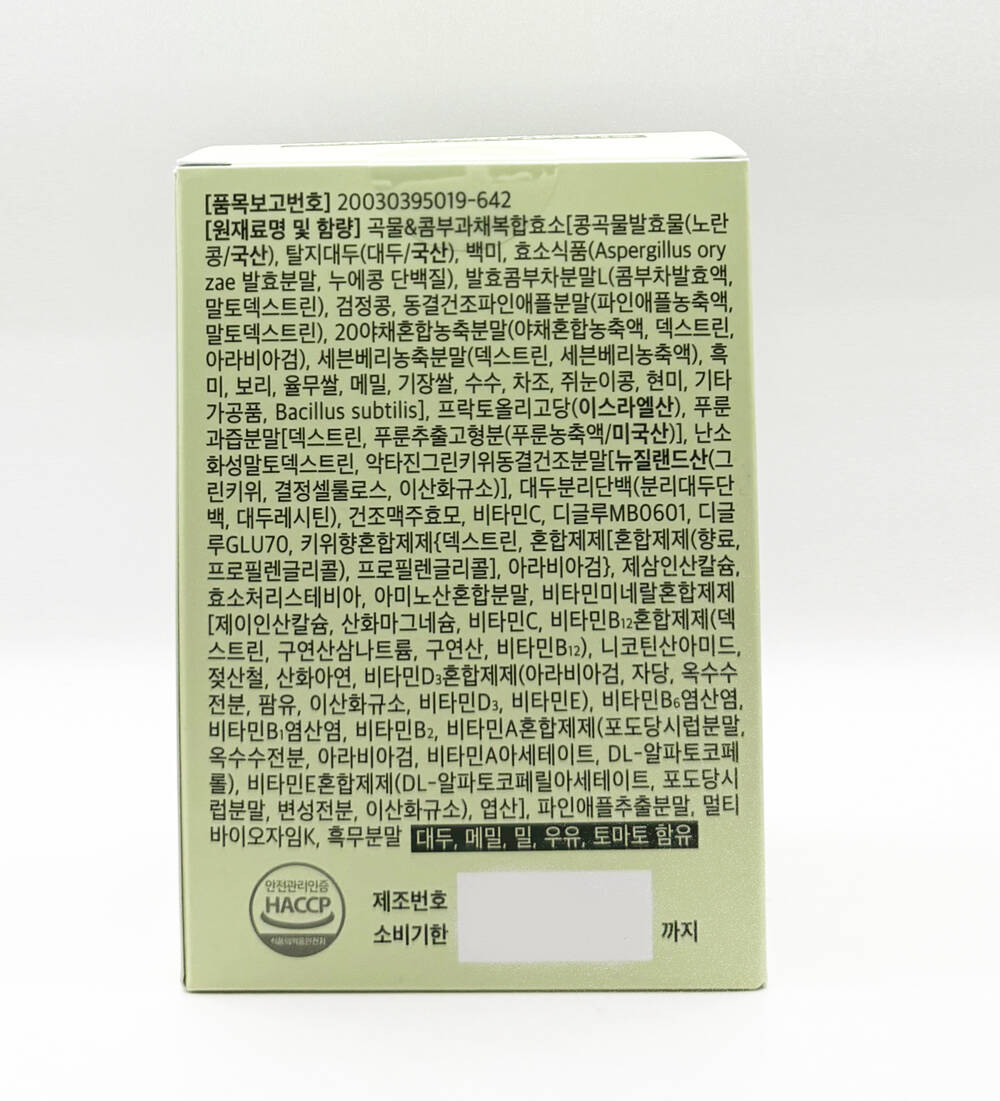 [품목보고번호] 20030395019-642
[원재료명 및 함량] 곡물&콤부과채복합효소[콩곡물발효물(노란
콩/국산), 탈지대두(대두/국산), 백미, 효소식품(Aspergillus ory
zae 발효분말, 누에콩 단백질), 발효콤부차분말L(콤부차발효액,
말토덱스트린), 검정콩, 동결건조파인애플분말(파인애플농축액,
말토덱스트린), 20야채혼합농축분말(야채혼합농축액, 덱스트린,
아라비아검), 세븐베리농축분말(덱스트린, 세븐베리농축액), 흑
미, 보리, 율무쌀, 메밀, 기장쌀, 수수, 차조, 쥐눈이콩, 현미, 기타
가공품, Bacillus subtilis], 프락토올리고당(이스라엘산), 푸룬
과즙분말[덱스트린, 푸룬추출고형분(푸룬농축액/미국산)], 난소
화성말토덱스트린, 악타진그린키위동결건조분말[뉴질랜드산(그
린키위, 결정셀룰로스, 이산화규소)], 대두분리단백(분리대두단
백, 대두레시틴), 건조맥주효모, 비타민C, 디글루MB0601, 디글
루GLU70, 키위향혼합제제{덱스트린, 혼합제제[혼합제제(향료,
프로필렌글리콜), 프로필렌글리콜], 아라비아검}, 제삼인산칼슘,
효소처리스테비아, 아미노산혼합분말, 비타민미네랄혼합제제
[제이인산칼슘, 산화마그네슘, 비타민C, 비타민B₁₂혼합제제(덱
스트린, 구연산삼나트륨, 구연산, 비타민B₁₂), 니코틴산아미드,
젖산철, 산화아연, 비타민D₃혼합제제(아라비아검, 자당, 옥수수
전분, 팜유, 이산화규소, 비타민D₃, 비타민E), 비타민B₆염산염,
비타민B₁염산염, 비타민B₂, 비타민A혼합제제(포도당시럽분말,
옥수수전분, 아라비아검, 비타민A아세테이트, DL-알파토코페
롤), 비타민E혼합제제(DL-알파토코페릴아세테이트, 포도당시
럽분말, 변성전분, 이산화규소), 엽산], 파인애플추출분말, 멀티
바이오자임K, 흑무분말 대두, 메밀, 밀, 우유, 토마토 함유
안전관리인증
HACCP
식품의약품안전처
제조번호
소비기한 까지